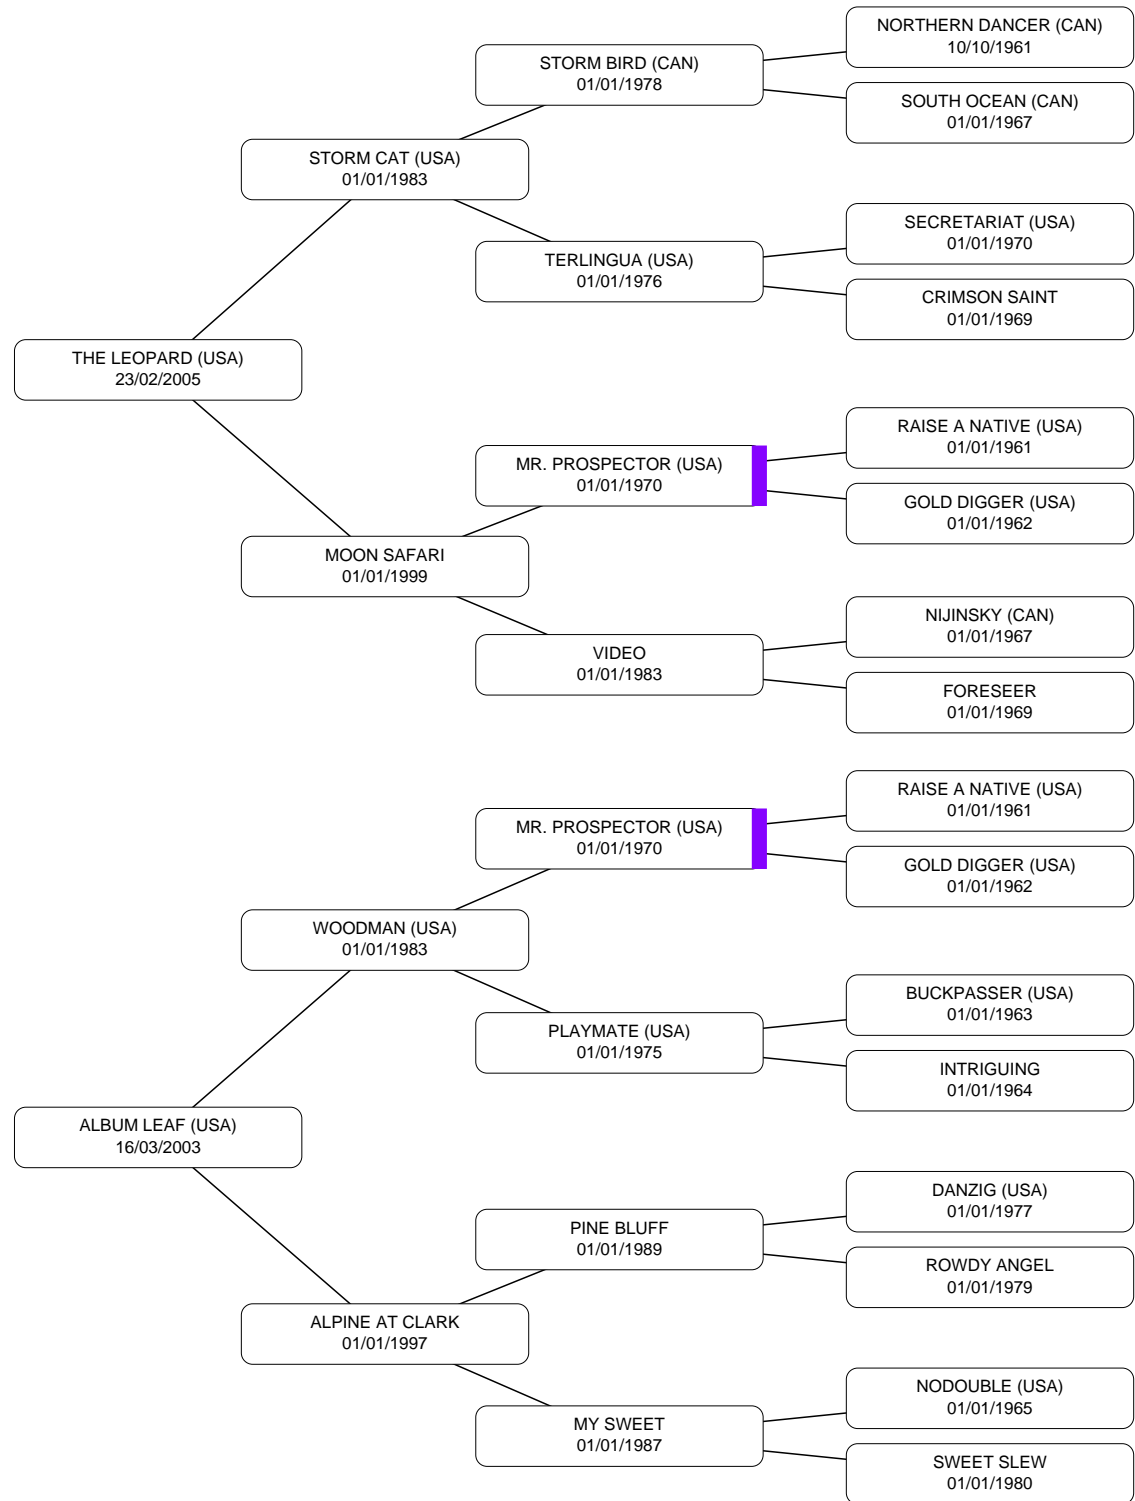 NORTHERN DANCER (CAN)
10/10/1961
STORM BIRD (CAN)
01/01/1978
SOUTH OCEAN (CAN)
01/01/1967
STORM CAT (USA)
01/01/1983
SECRETARIAT (USA)
01/01/1970
TERLINGUA (USA)
01/01/1976
CRIMSON SAINT
01/01/1969
THE LEOPARD (USA)
23/02/2005
RAISE A NATIVE (USA)
01/01/1961
MR. PROSPECTOR (USA)
01/01/1970
GOLD DIGGER (USA)
01/01/1962
MOON SAFARI
01/01/1999
NIJINSKY (CAN)
01/01/1967
VIDEO
01/01/1983
FORESEER
01/01/1969
RAISE A NATIVE (USA)
01/01/1961
MR. PROSPECTOR (USA)
01/01/1970
GOLD DIGGER (USA)
01/01/1962
WOODMAN (USA)
01/01/1983
BUCKPASSER (USA)
01/01/1963
PLAYMATE (USA)
01/01/1975
INTRIGUING
01/01/1964
ALBUM LEAF (USA)
16/03/2003
DANZIG (USA)
01/01/1977
PINE BLUFF
01/01/1989
ROWDY ANGEL
01/01/1979
ALPINE AT CLARK
01/01/1997
NODOUBLE (USA)
01/01/1965
MY SWEET
01/01/1987
SWEET SLEW
01/01/1980